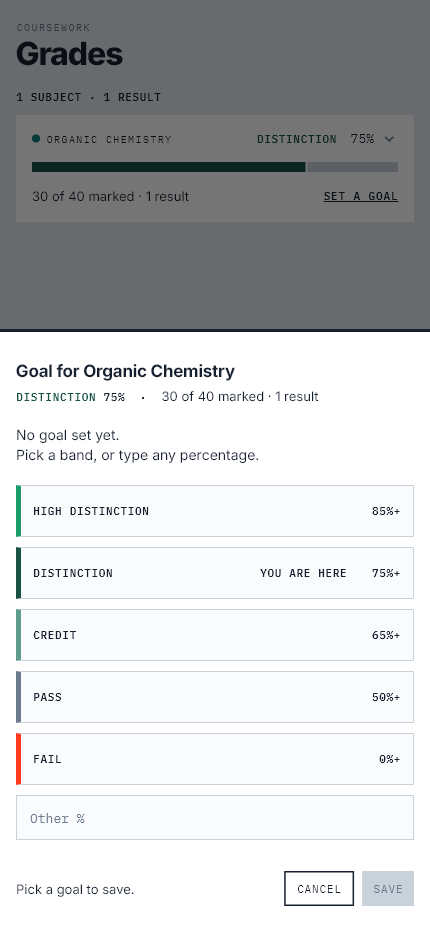 COURSEWORK
Grades
1 SUBJECT · 1 RESULT
ORGANIC CHEMISTRY DISTINCTION 75%
30 of 40 marked · 1 result SET A GOAL
Goal for Organic Chemistry
DISTINCTION 75% · 30 of 40 marked · 1 result
No goal set yet.
Pick a band, or type any percentage.
HIGH DISTINCTION 85%+
DISTINCTION YOU ARE HERE 75%+
CREDIT 65%+
PASS 50%+
FAIL 0%+
Other %
Pick a goal to save. CANCEL SAVE